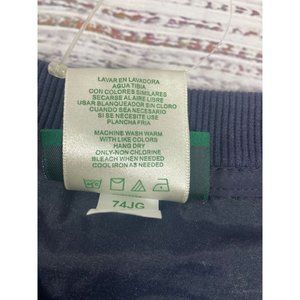 LAVAR EN LAVADORA
AGUA TIBIA
CON COLORES SIMILARES
SECARSE AL AIRE LIBRE
USAR BLANQUEADOR SIN CLORO
CUANDO SEA NECESARIO
SI SE NECESITE USE
PLANCHA FRIA
MACHINE WASH WARM
WITH LIKE COLORS
HANG DRY
ONLY NON-CHLORINE
BLEACH WHEN NEEDED
COOL IRON AS NEEDED
74JG